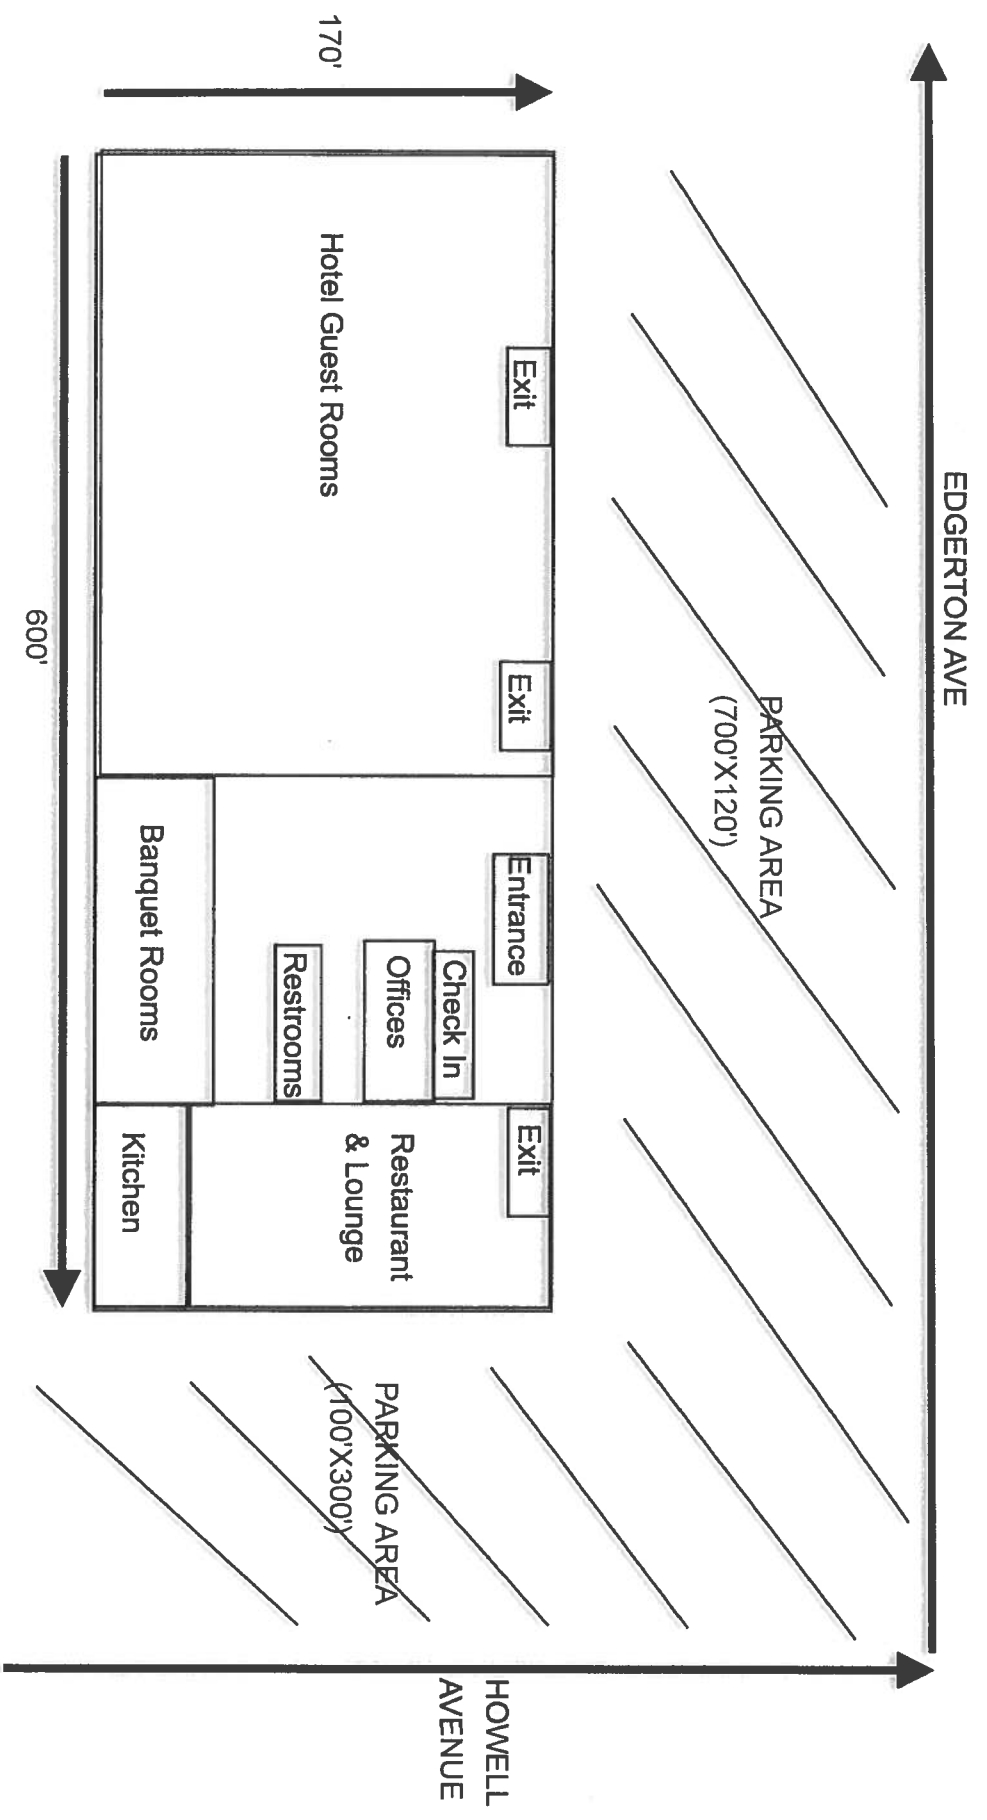 EDGERTON AVE
PARKING AREA
(700'X120')
170'
Exit
Exit
Entrance
Exit
Check In
Offices
Restrooms
Hotel Guest Rooms
Restaurant
& Lounge
Banquet Rooms
Kitchen
600'
PARKING AREA
(100'X300')
HOWELL
AVENUE